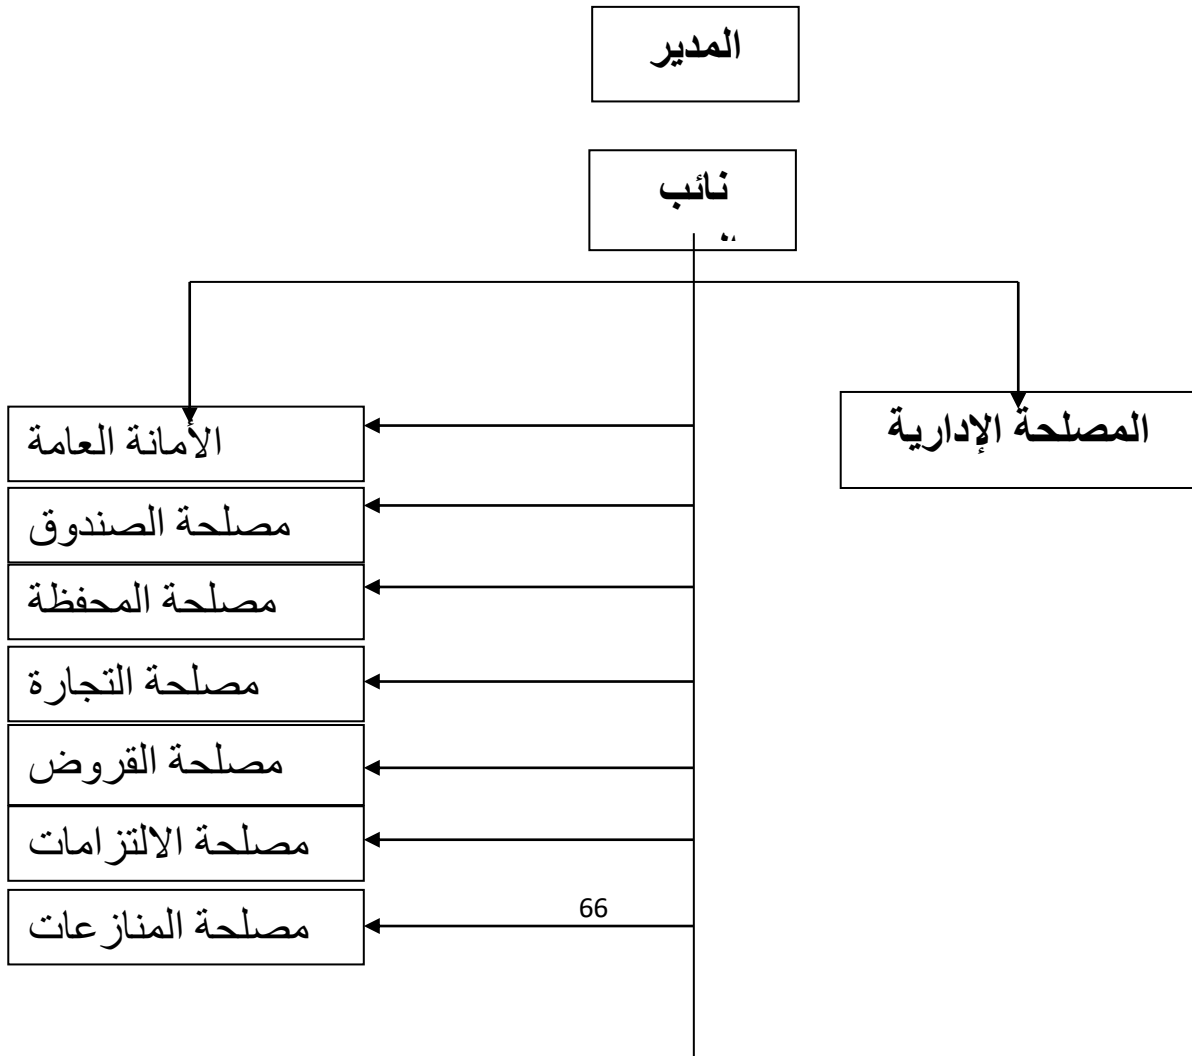 المدير
نائب
المصلحة الإدارية
الأمانة العامة
مصلحة الصندوق
مصلحة المحفظة
مصلحة التجارة
مصلحة القروض
مصلحة الالتزامات
مصلحة المنازعات
66